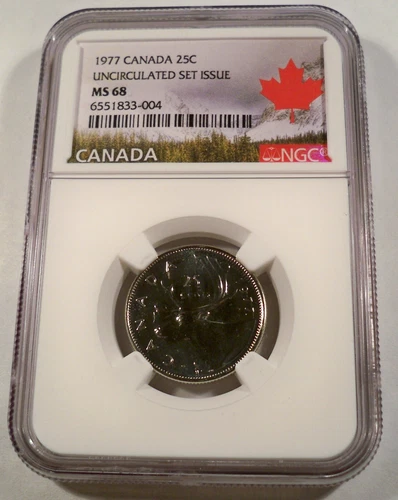 1977 CANADA 25C
UNCIRCULATED SET ISSUE
MS 68
6551833-004
CANADA
NGC
25
CANADA